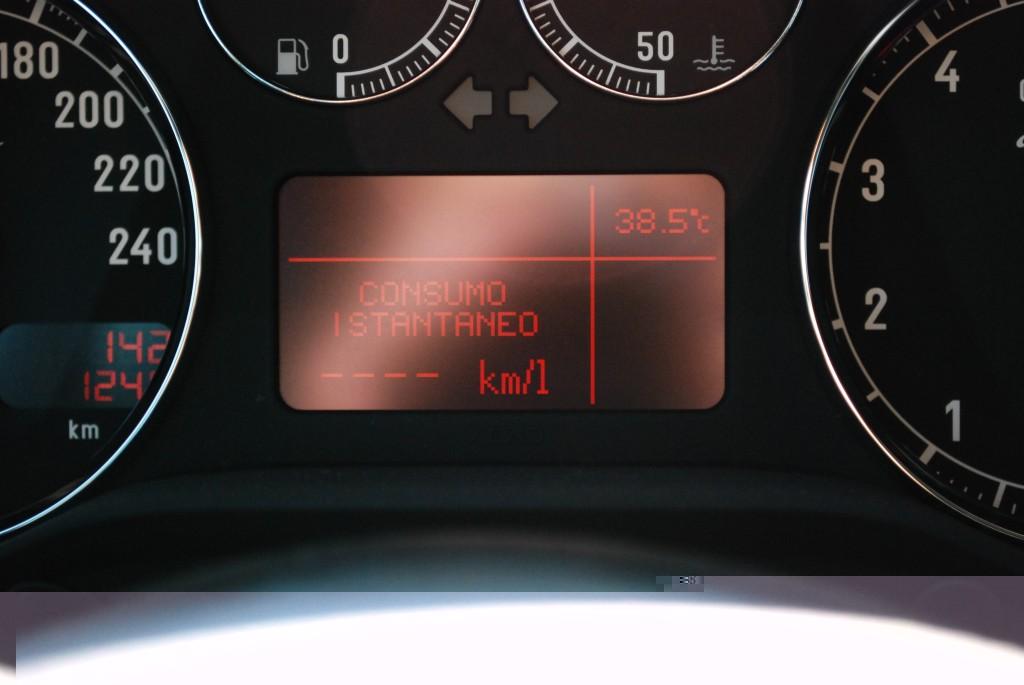 180
200
220
240
142
km
0
50
38.5°c
CONSUMO
ISTANTANEO
---- km/l
4
3
2
1